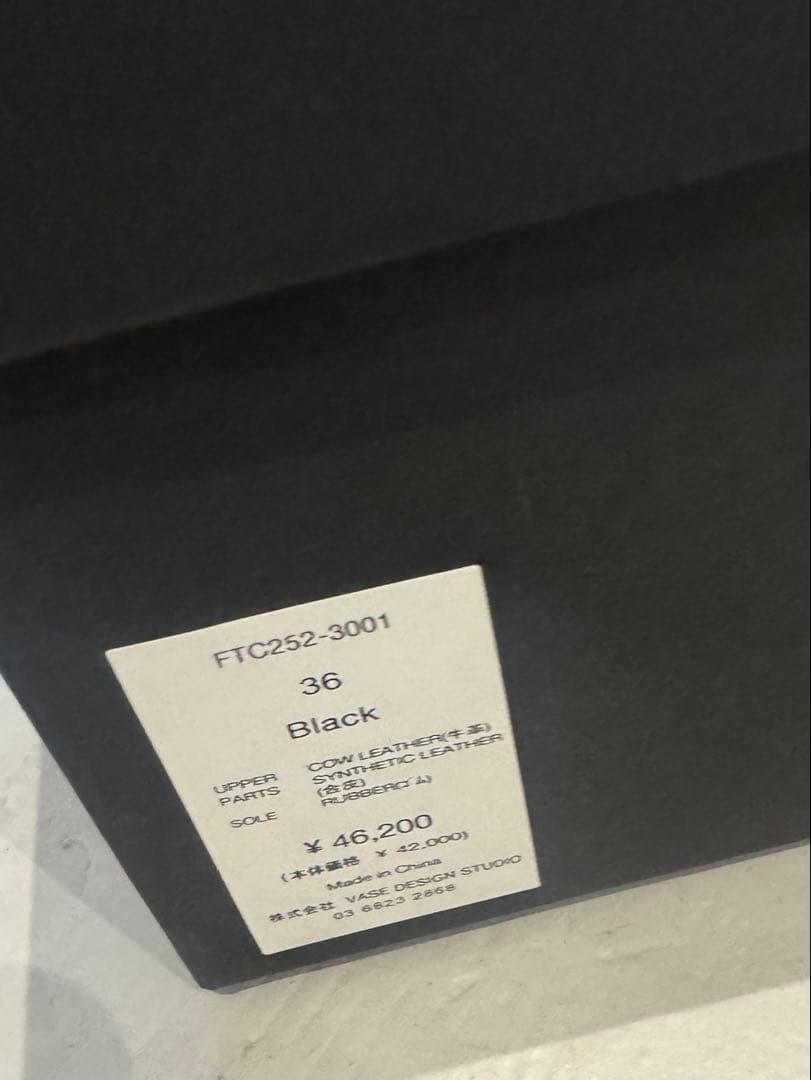 FTC252-3001
36
Black
UPPER COW LEATHER(牛革)
PARTS SYNTHETIC LEATHER
(合皮)
SOLE RUBBER(ゴム)
¥ 46,200
(本体価格 ¥ 42,000)
Made in China
株式会社 VASE DESIGN STUDIO
03 6823 2868